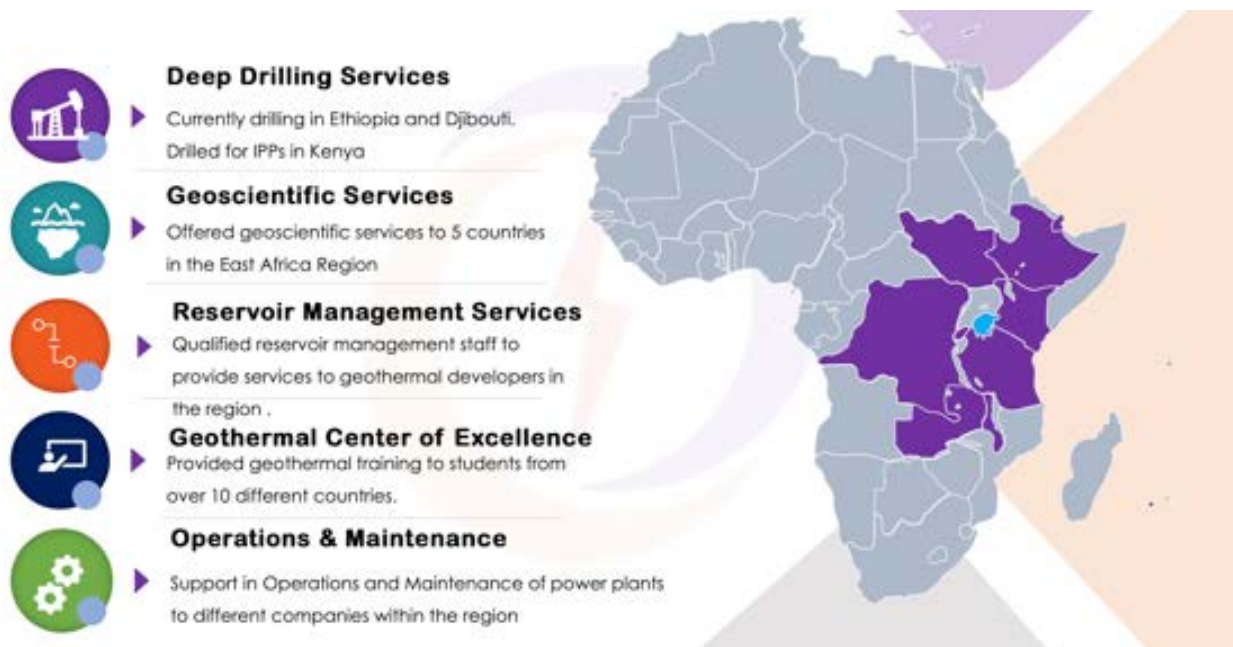 Deep Drilling Services
Currently drilling in Ethiopia and Djibouti.
Drilled for IPPs in Kenya
Geoscientific Services
Offered geoscientific services to 5 countries
in the East Africa Region
Reservoir Management Services
Qualified reservoir management staff to
provide services to geothermal developers in
the region .
Geothermal Center of Excellence
Provided geothermal training to students from
over 10 different countries.
Operations & Maintenance
Support in Operations and Maintenance of power plants
to different companies within the region